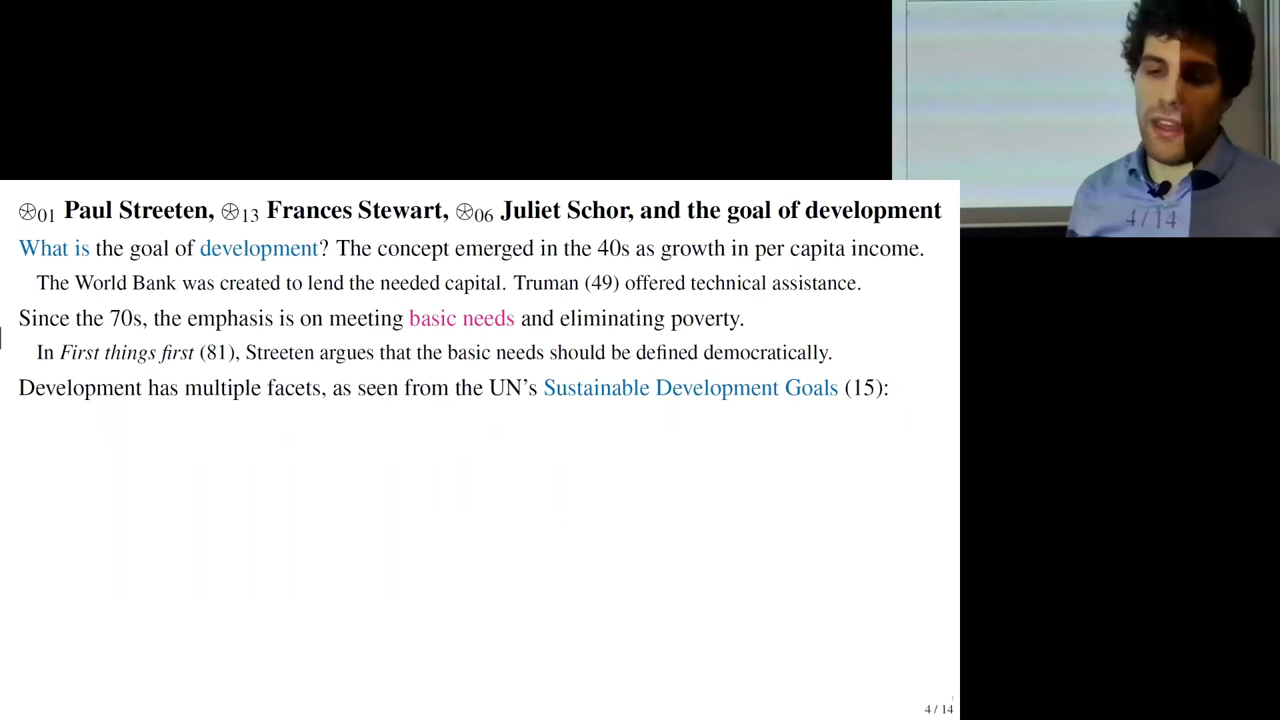 ⊛01 Paul Streeten, ⊛13 Frances Stewart, ⊛06 Juliet Schor, and the goal of development
What is the goal of development? The concept emerged in the 40s as growth in per capita income.
The World Bank was created to lend the needed capital. Truman (49) offered technical assistance.
Since the 70s, the emphasis is on meeting basic needs and eliminating poverty.
In First things first (81), Streeten argues that the basic needs should be defined democratically.
Development has multiple facets, as seen from the UN's Sustainable Development Goals (15):
4 / 14
4 / 14